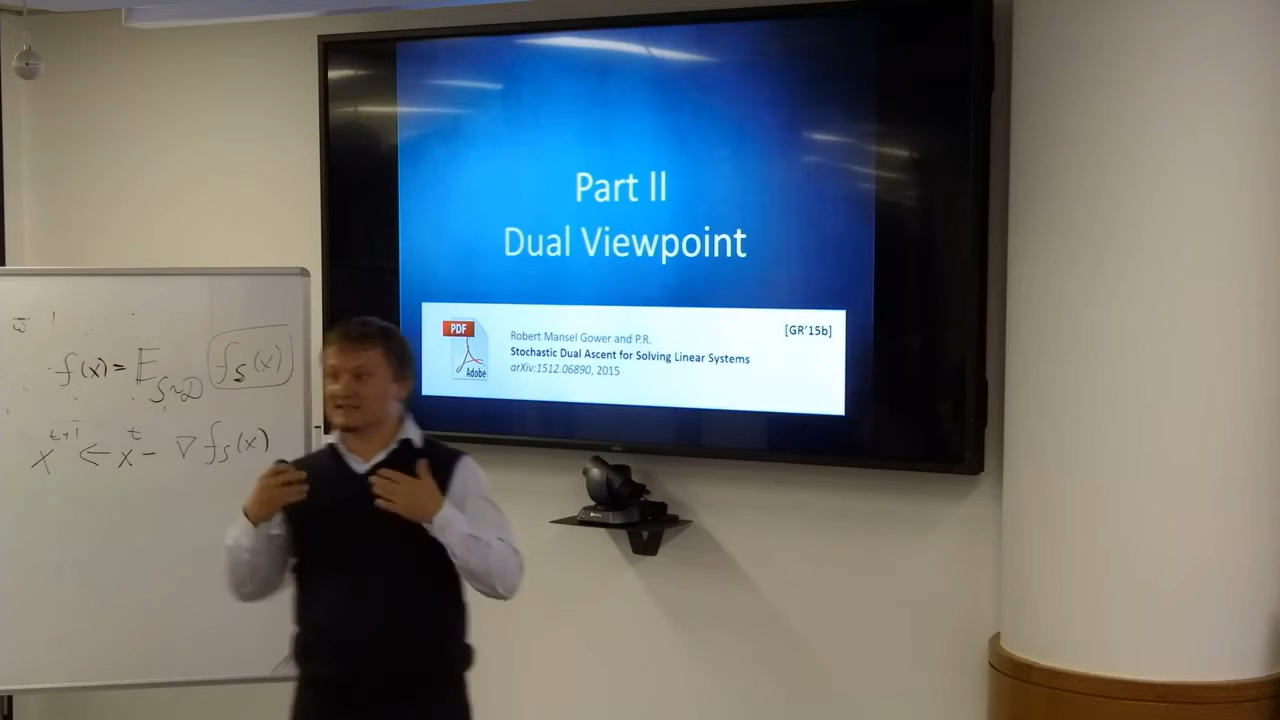 Part II
Dual Viewpoint
PDF
Adobe
[GR'15b]
Robert Mansel Gower and P.R.
Stochastic Dual Ascent for Solving Linear Systems
arXiv:1512.06890, 2015
f(x) = E_{S~D} f_S(x)
x^{t+1} ← x^t - ∇f_S(x)